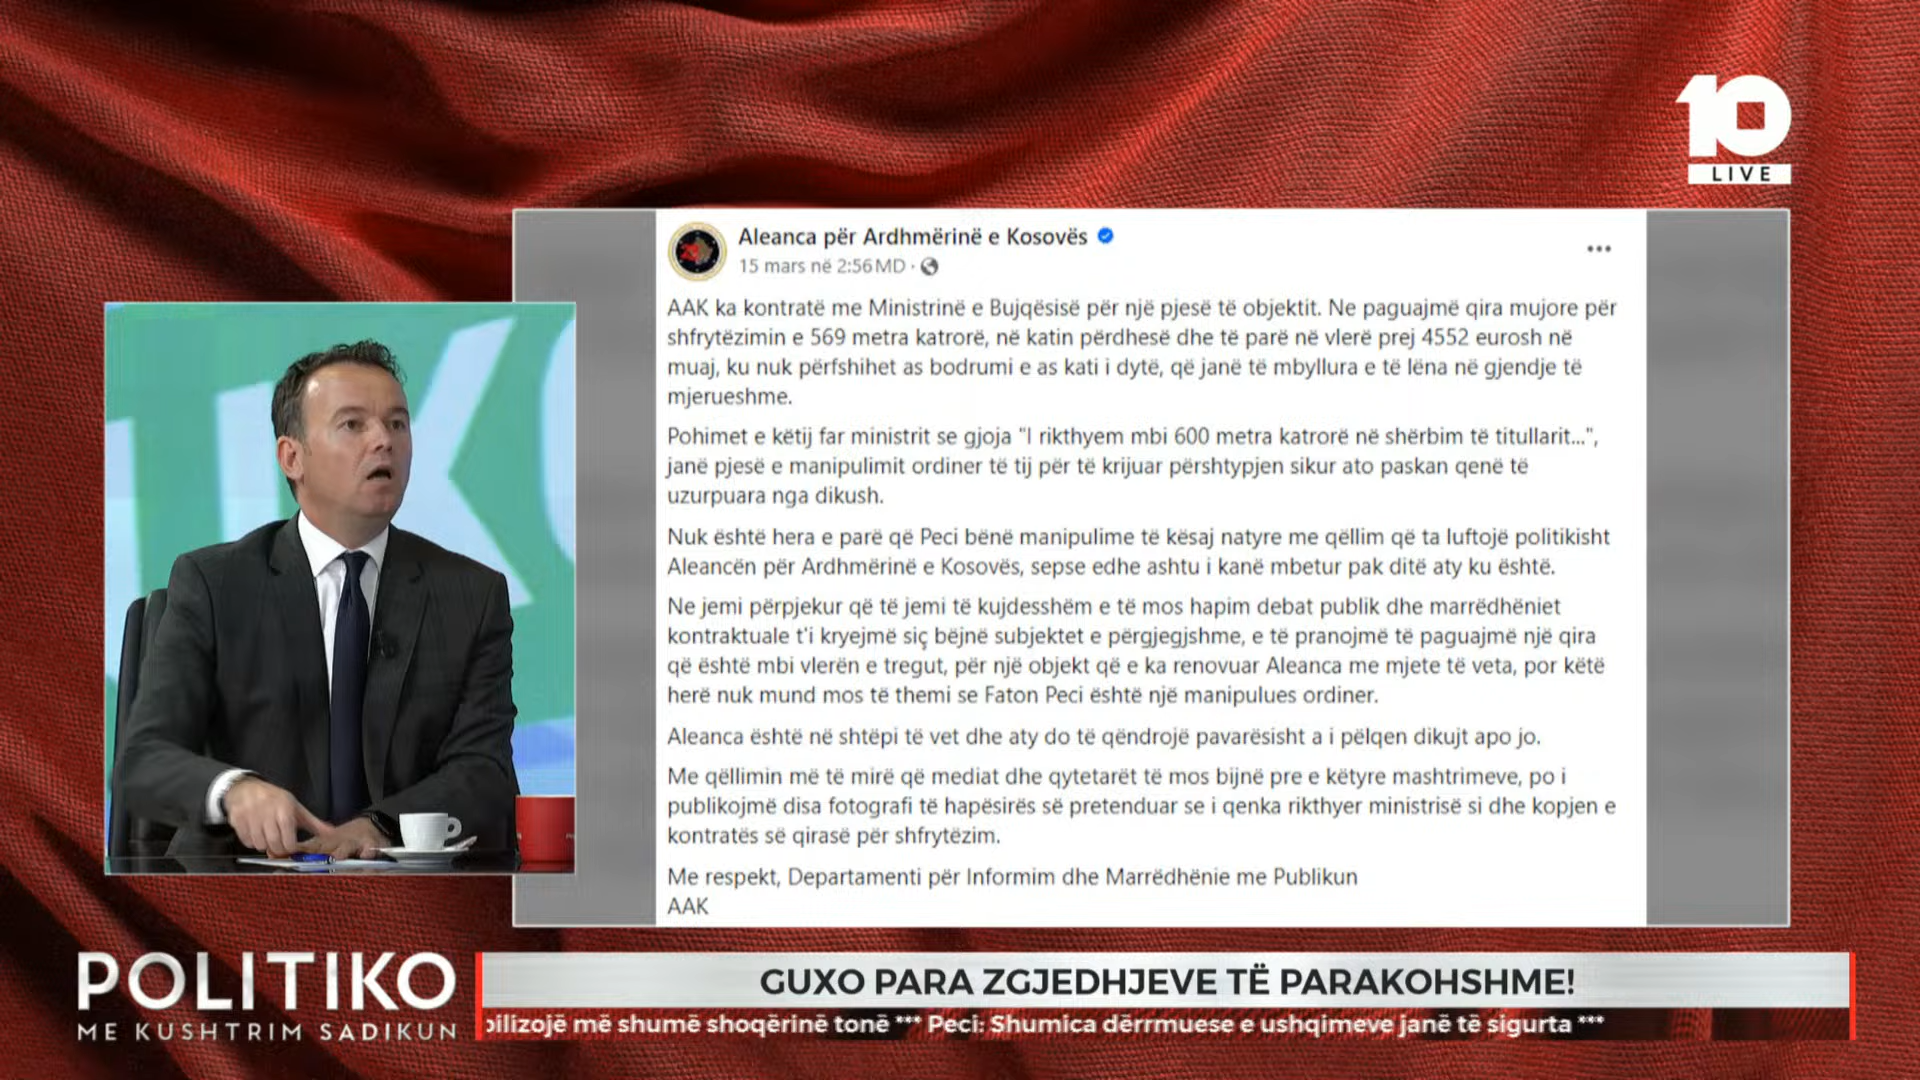 10
LIVE
Aleanca për Ardhmërinë e Kosovës
15 mars në 2:56 MD ·
AAK ka kontratë me Ministrinë e Bujqësisë për një pjesë të objektit. Ne paguajmë qira mujore për
shfrytëzimin e 569 metra katrorë, në katin përdhesë dhe të parë në vlerë prej 4552 eurosh në
muaj, ku nuk përfshihet as bodrumi e as kati i dytë, që janë të mbyllura e të lëna në gjendje të
mjerueshme.
Pohimet e këtij far ministrit se gjoja "I rikthyem mbi 600 metra katrorë në shërbim të titullarit...",
janë pjesë e manipulimit ordiner të tij për të krijuar përshtypjen sikur ato paskan qenë të
uzurpuara nga dikush.
Nuk është hera e parë që Peci bënë manipulime të kësaj natyre me qëllim që ta luftojë politikisht
Aleancën për Ardhmërinë e Kosovës, sepse edhe ashtu i kanë mbetur pak ditë aty ku është.
Ne jemi përpjekur që të jemi të kujdesshëm e të mos hapim debat publik dhe marrëdhëniet
kontraktuale t'i kryejmë siç bëjnë subjektet e përgjegjshme, e të pranojmë të paguajmë një qira
që është mbi vlerën e tregut, për një objekt që e ka renovuar Aleanca me mjete të veta, por këtë
herë nuk mund mos të themi se Faton Peci është një manipulues ordiner.
Aleanca është në shtëpi të vet dhe aty do të qëndrojë pavarësisht a i pëlqen dikujt apo jo.
Me qëllimin më të mirë që mediat dhe qytetarët të mos bijnë pre e këtyre mashtrimeve, po i
publikojmë disa fotografi të hapësirës së pretenduar se i qenka rikthyer ministrisë si dhe kopjen e
kontratës së qirasë për shfrytëzim.
Me respekt, Departamenti për Informim dhe Marrëdhënie me Publikun
AAK
POLITIKO
ME KUSHTRIM SADIKUN
GUXO PARA ZGJEDHJEVE TË PARAKOHSHME!
bilizojë më shumë shoqërinë tonë *** Peci: Shumica dërrmuese e ushqimeve janë të sigurta ***